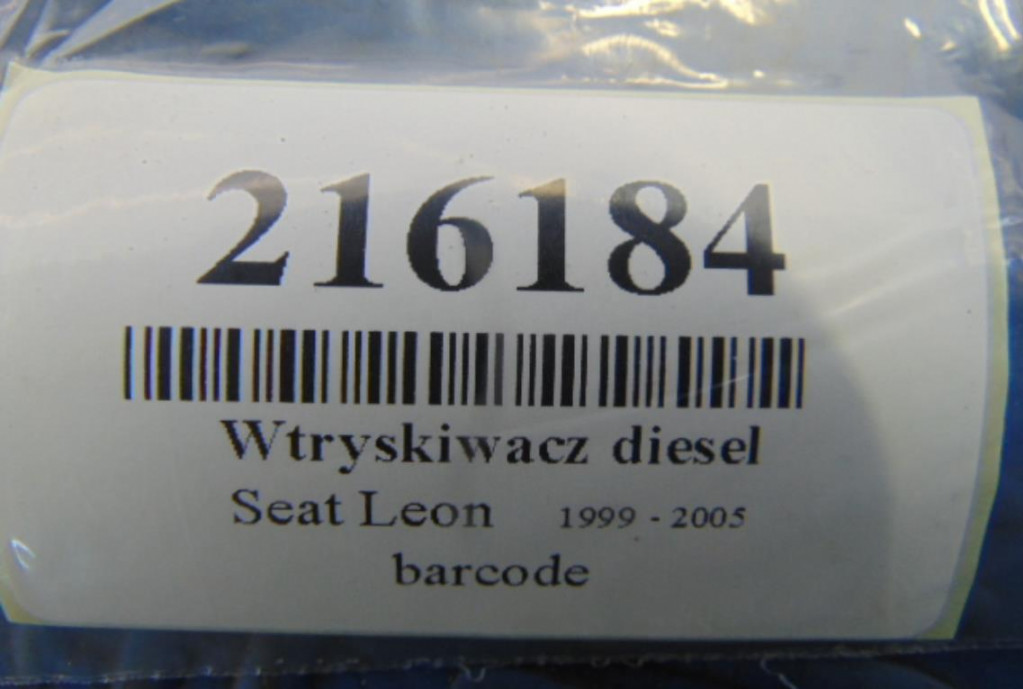 216184
Wtryskiwacz diesel
Seat Leon 1999 - 2005
barcode